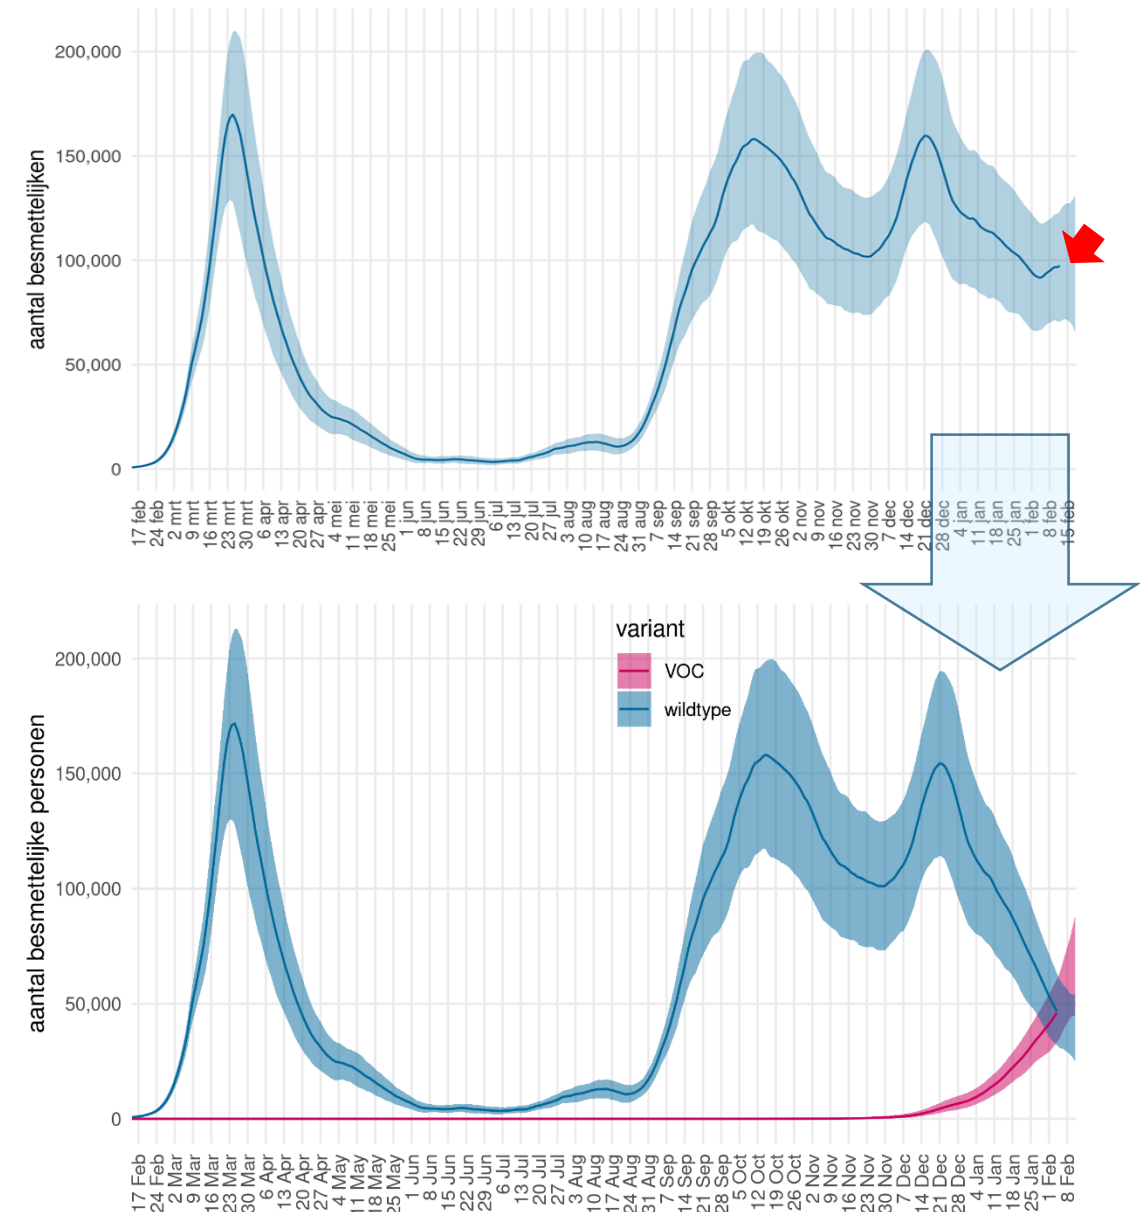 aantal besmettelijken
200,000
150,000
100,000
50,000
0
17 feb
24 feb
2 mrt
9 mrt
16 mrt
23 mrt
30 mrt
6 apr
13 apr
20 apr
27 apr
4 mei
11 mei
18 mei
25 mei
1 jun
8 jun
15 jun
22 jun
29 jun
6 jul
13 jul
20 jul
27 jul
3 aug
10 aug
17 aug
24 aug
31 aug
7 sep
14 sep
21 sep
28 sep
5 okt
12 okt
19 okt
26 okt
2 nov
9 nov
16 nov
23 nov
30 nov
7 dec
14 dec
21 dec
28 dec
4 jan
11 jan
18 jan
25 jan
1 feb
8 feb
15 feb
variant
VOC
wildtype
aantal besmettelijke personen
200,000
150,000
100,000
50,000
0
17 Feb
24 Feb
2 Mar
9 Mar
16 Mar
23 Mar
30 Mar
6 Apr
13 Apr
20 Apr
27 Apr
4 May
11 May
18 May
25 May
1 Jun
8 Jun
15 Jun
22 Jun
29 Jun
6 Jul
13 Jul
20 Jul
27 Jul
3 Aug
10 Aug
17 Aug
24 Aug
31 Aug
7 Sep
14 Sep
21 Sep
28 Sep
5 Oct
12 Oct
19 Oct
26 Oct
2 Nov
9 Nov
16 Nov
23 Nov
30 Nov
7 Dec
14 Dec
21 Dec
28 Dec
4 Jan
11 Jan
18 Jan
25 Jan
1 Feb
8 Feb